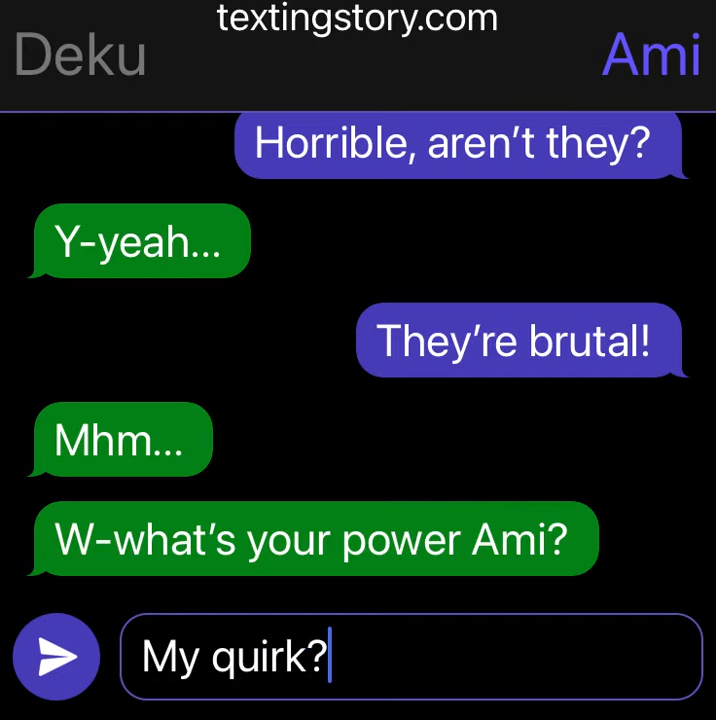 textingstory.com
Deku
Ami
Horrible, aren’t they?
Y-yeah...
They’re brutal!
Mhm...
W-what’s your power Ami?
My quirk?